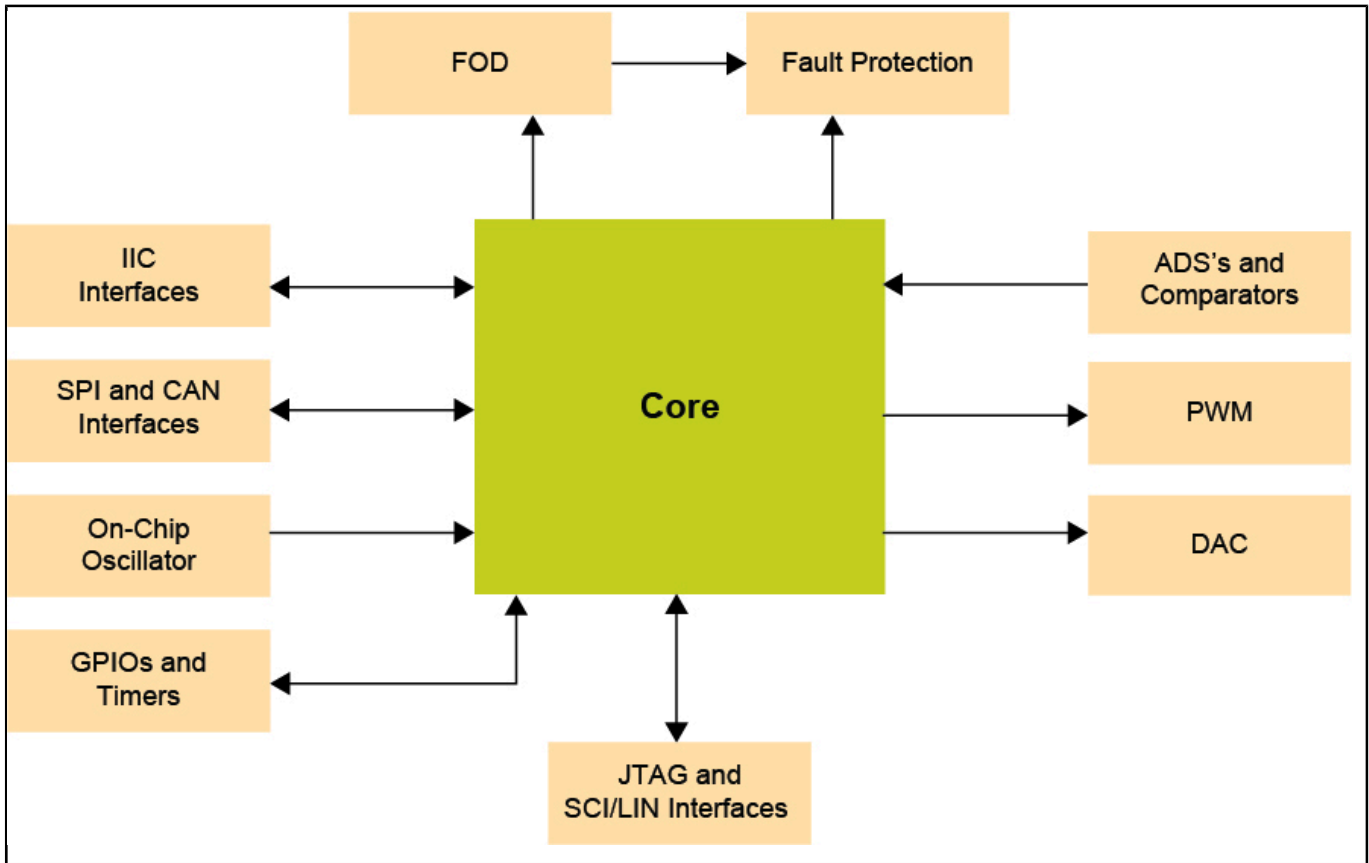 FOD
Fault Protection
IIC
Interfaces
ADS's and
Comparators
SPI and CAN
Interfaces
Core
PWM
On-Chip
Oscillator
DAC
GPIOs and
Timers
JTAG and
SCI/LIN Interfaces